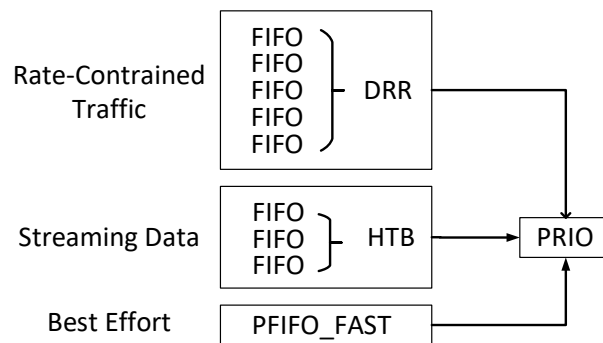 Rate-Contrained
Traffic
FIFO
FIFO
FIFO
FIFO
FIFO
DRR
Streaming Data
FIFO
FIFO
FIFO
HTB
PRIO
Best Effort
PFIFO_FAST